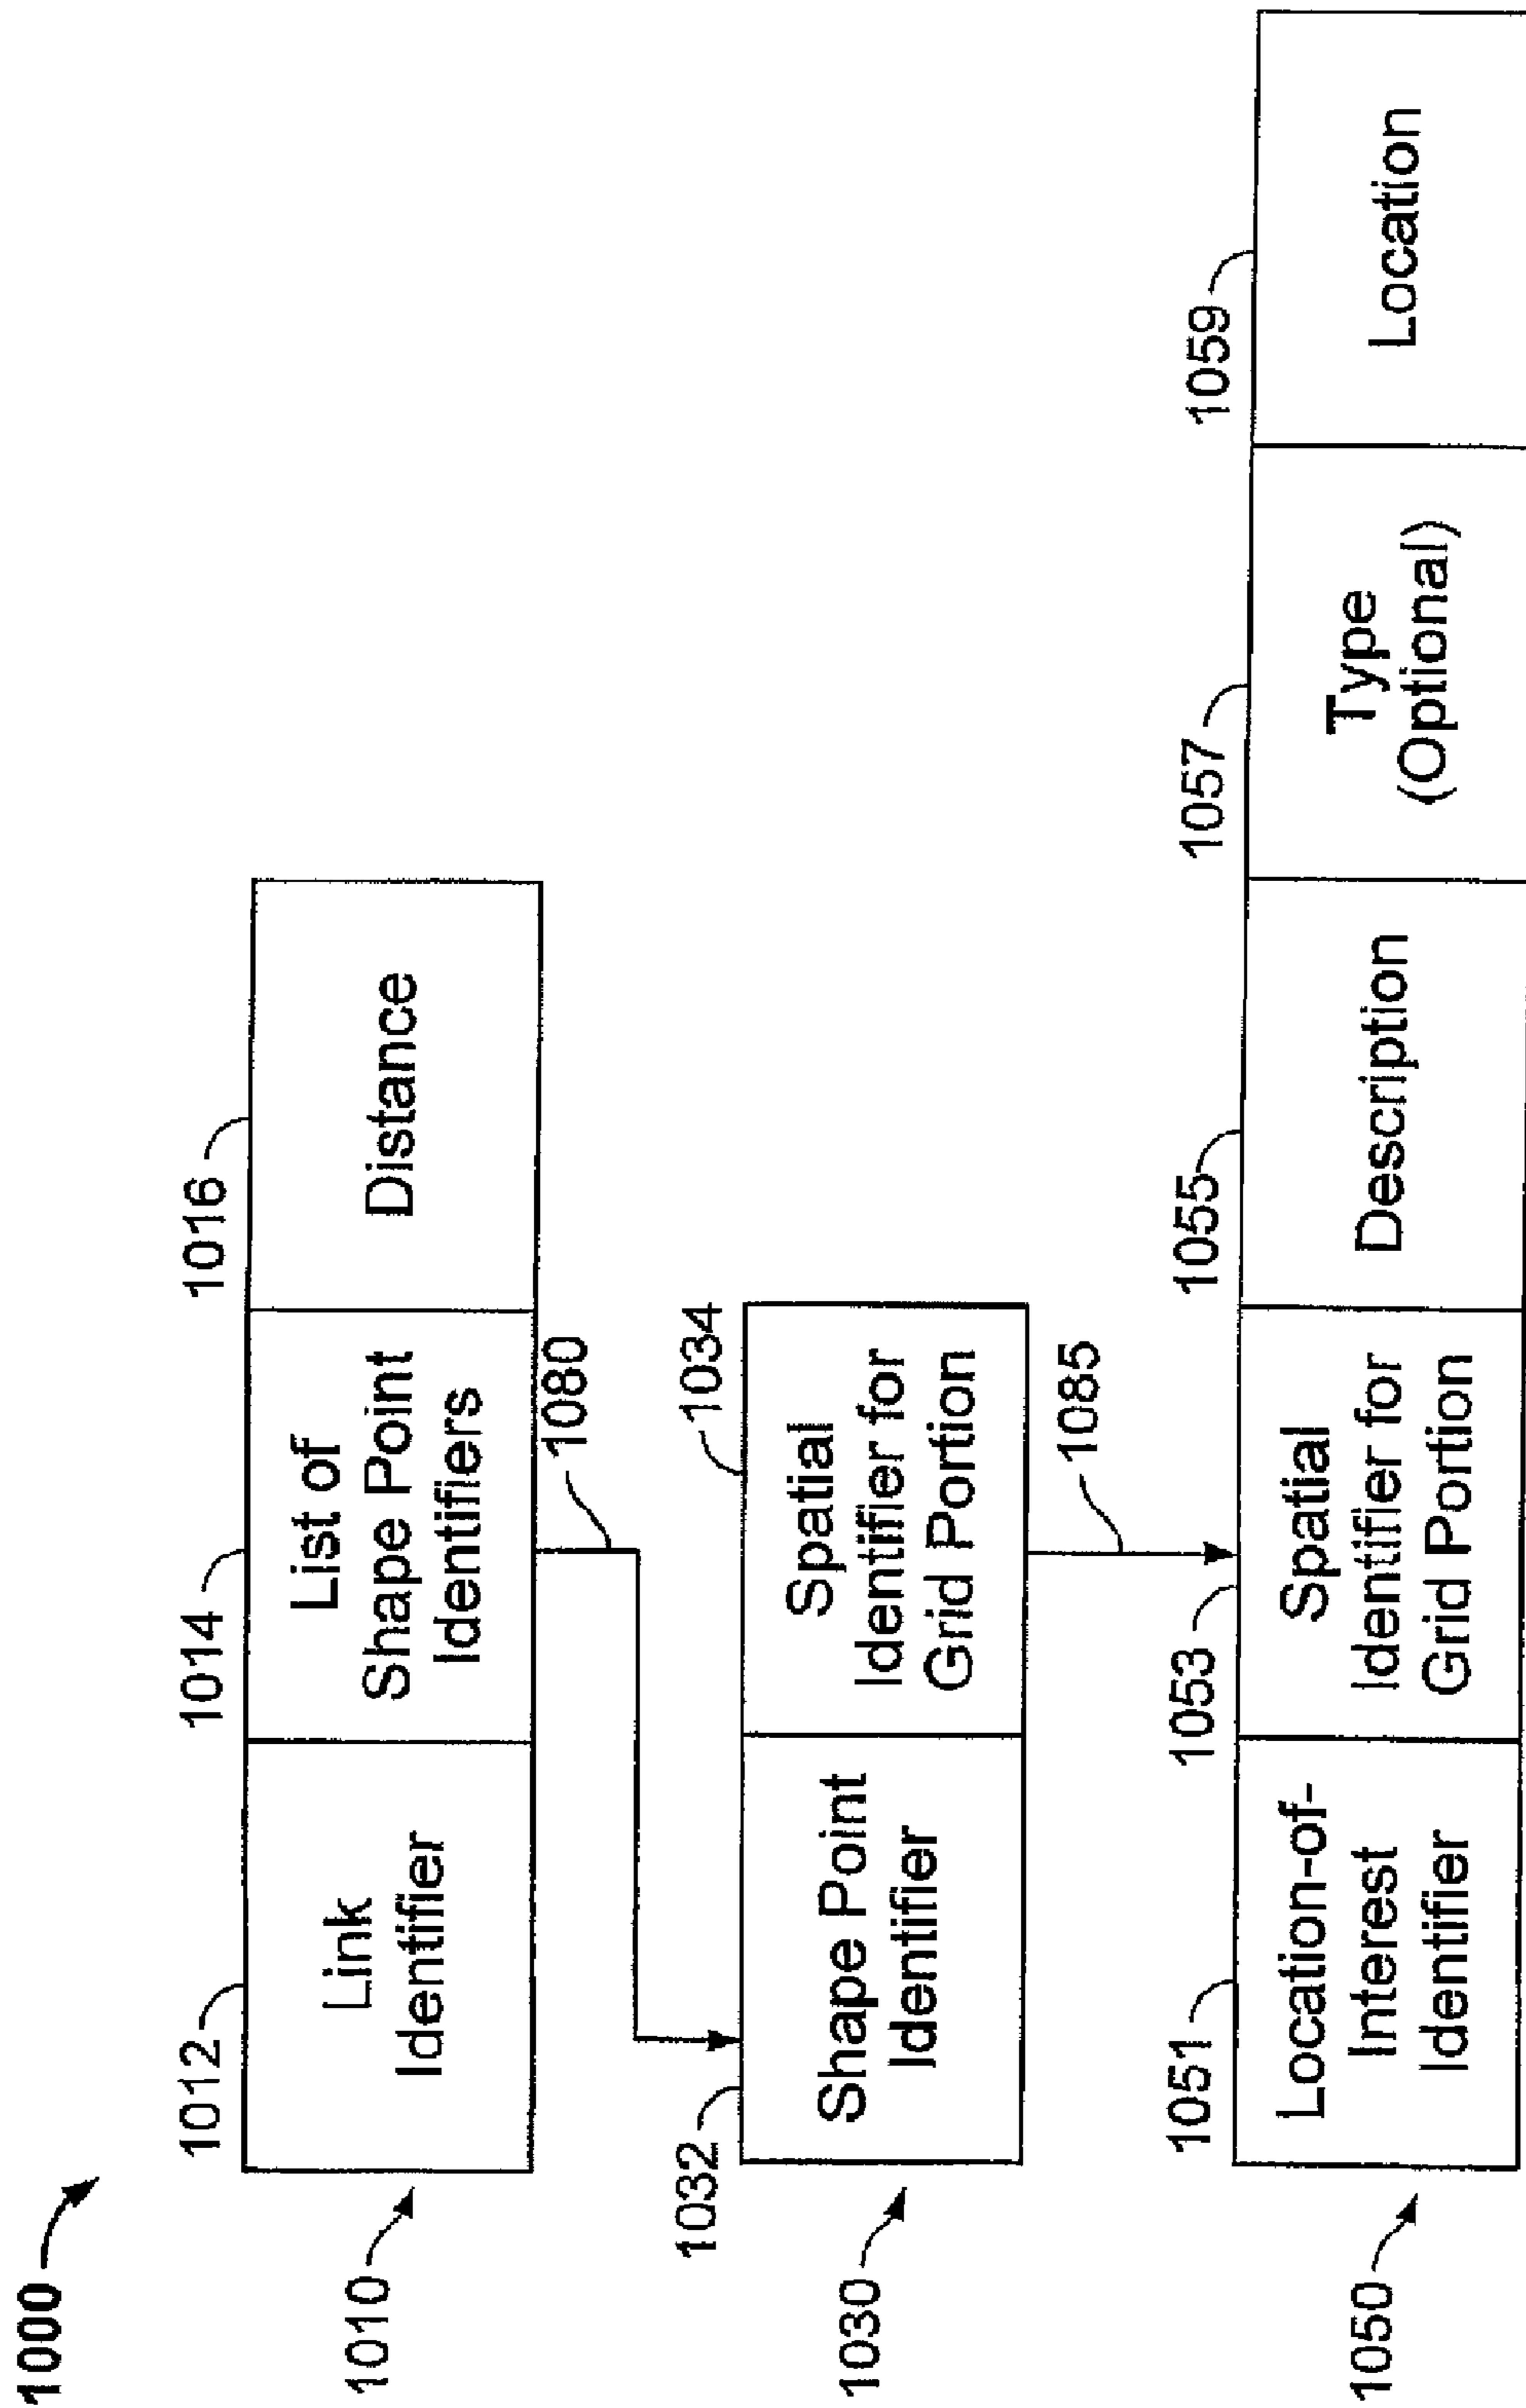 1000
1012
1014
1016
1010
Link
Identifier
List of
Shape Point
Identifiers
Distance
1080
1032
1034
1030
Shape Point
Identifier
Spatial
Identifier for
Grid Portion
1085
1051
1053
1055
1057
1059
1050
Location-of-
Interest
Identifier
Spatial
Identifier for
Grid Portion
Description
Type
(Optional)
Location